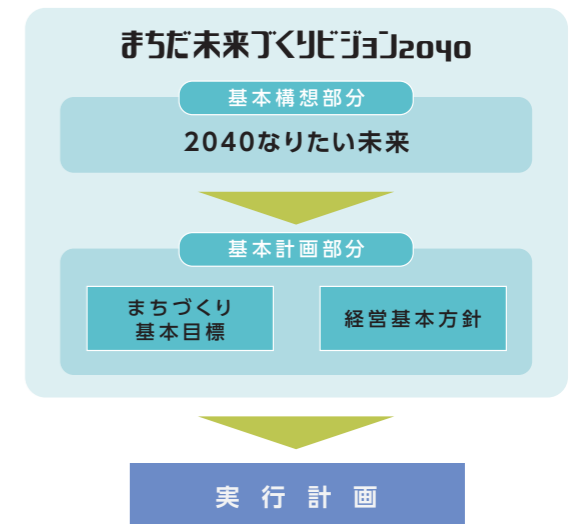 まちだ未来づくりビジョン2040
基本構想部分
2040なりたい未来
基本計画部分
まちづくり
基本目標
経営基本方針
実行計画